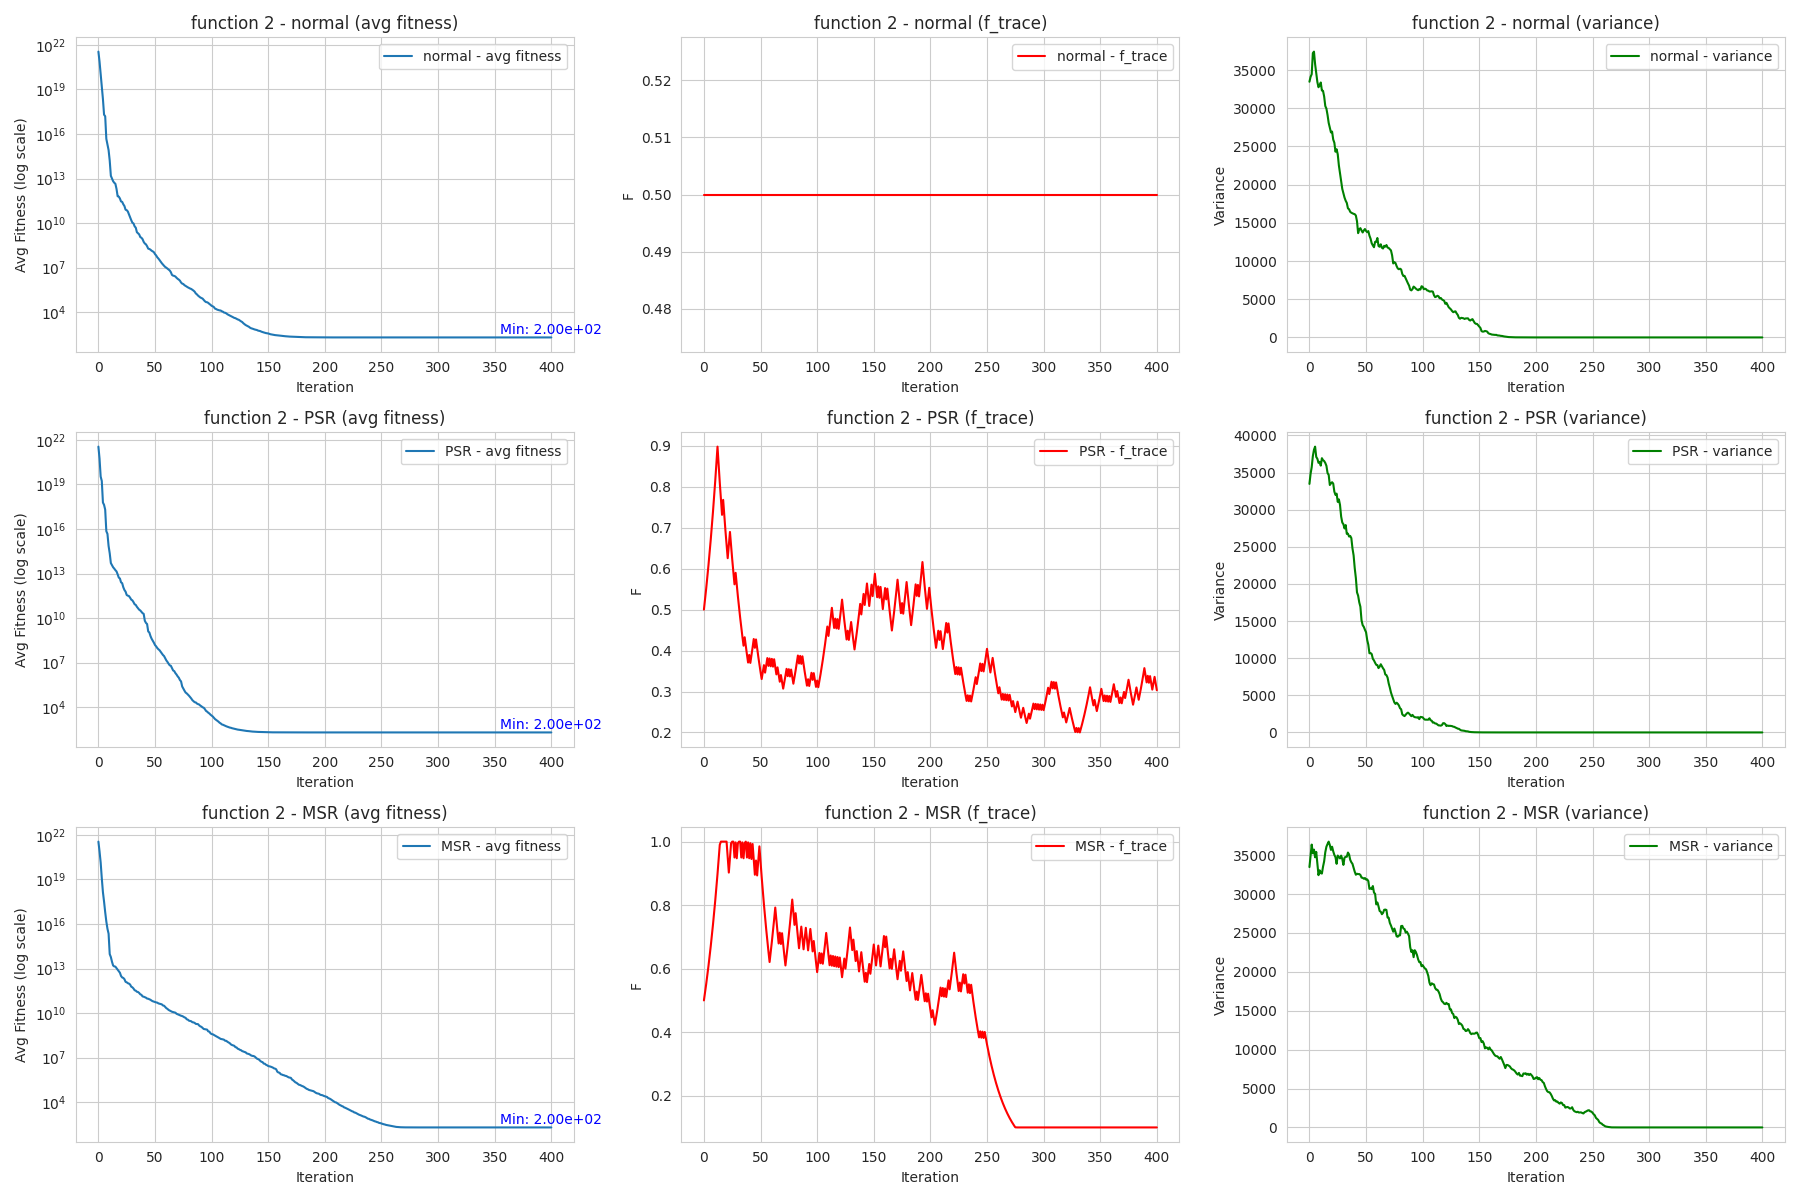 function 2 - normal (avg fitness)
normal - avg fitness
Avg Fitness (log scale)
10^22
10^19
10^16
10^13
10^10
10^7
10^4
Min: 2.00e+02
0 50 100 150 200 250 300 350 400
Iteration
function 2 - normal (f_trace)
normal - f_trace
F
0.52
0.51
0.50
0.49
0.48
0 50 100 150 200 250 300 350 400
Iteration
function 2 - normal (variance)
normal - variance
Variance
35000
30000
25000
20000
15000
10000
5000
0
0 50 100 150 200 250 300 350 400
Iteration
function 2 - PSR (avg fitness)
PSR - avg fitness
Avg Fitness (log scale)
10^22
10^19
10^16
10^13
10^10
10^7
10^4
Min: 2.00e+02
0 50 100 150 200 250 300 350 400
Iteration
function 2 - PSR (f_trace)
PSR - f_trace
F
0.9
0.8
0.7
0.6
0.5
0.4
0.3
0.2
0 50 100 150 200 250 300 350 400
Iteration
function 2 - PSR (variance)
PSR - variance
Variance
40000
35000
30000
25000
20000
15000
10000
5000
0
0 50 100 150 200 250 300 350 400
Iteration
function 2 - MSR (avg fitness)
MSR - avg fitness
Avg Fitness (log scale)
10^22
10^19
10^16
10^13
10^10
10^7
10^4
Min: 2.00e+02
0 50 100 150 200 250 300 350 400
Iteration
function 2 - MSR (f_trace)
MSR - f_trace
F
1.0
0.8
0.6
0.4
0.2
0 50 100 150 200 250 300 350 400
Iteration
function 2 - MSR (variance)
MSR - variance
Variance
35000
30000
25000
20000
15000
10000
5000
0
0 50 100 150 200 250 300 350 400
Iteration